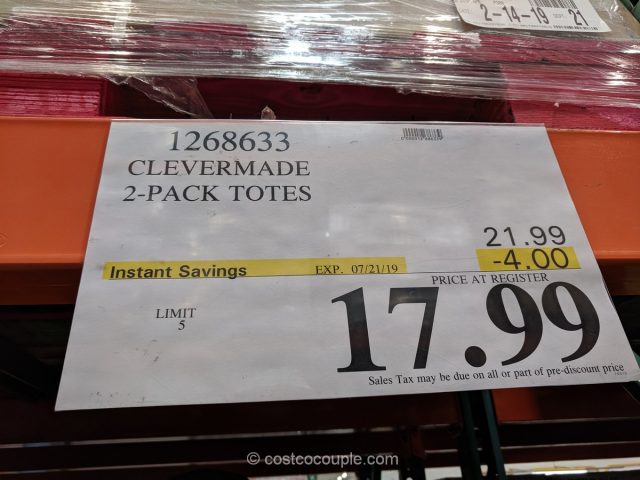 2-14-19 21
1268633
CLEVERMADE
2-PACK TOTES
21.99
Instant Savings EXP. 07/21/19 -4.00
PRICE AT REGISTER
LIMIT
5
17.99
Sales Tax may be due on all or part of pre-discount price
costcocouple.com